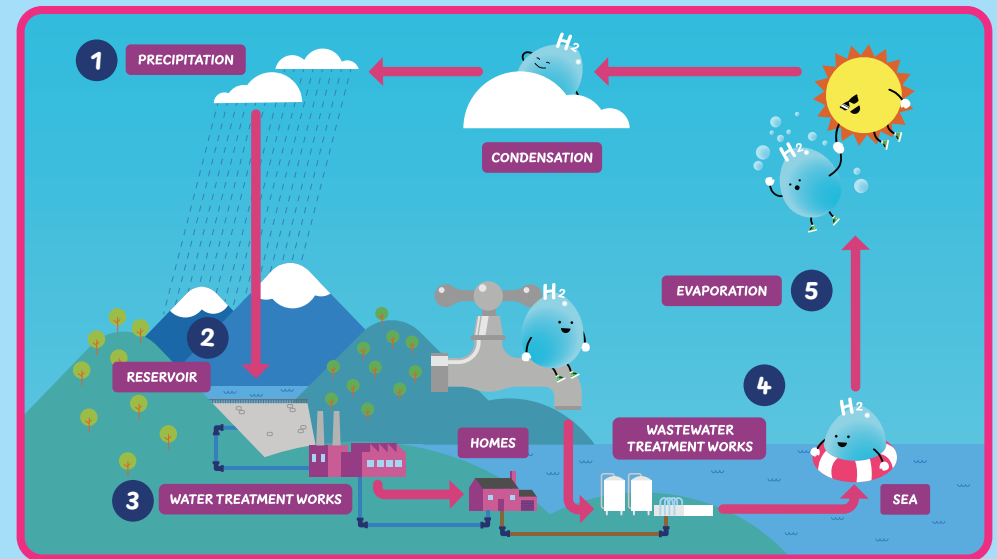 1
PRECIPITATION
H2
CONDENSATION
H2
EVAPORATION
5
H2
2
RESERVOIR
4
H2
WASTEWATER
TREATMENT WORKS
HOMES
3
WATER TREATMENT WORKS
SEA